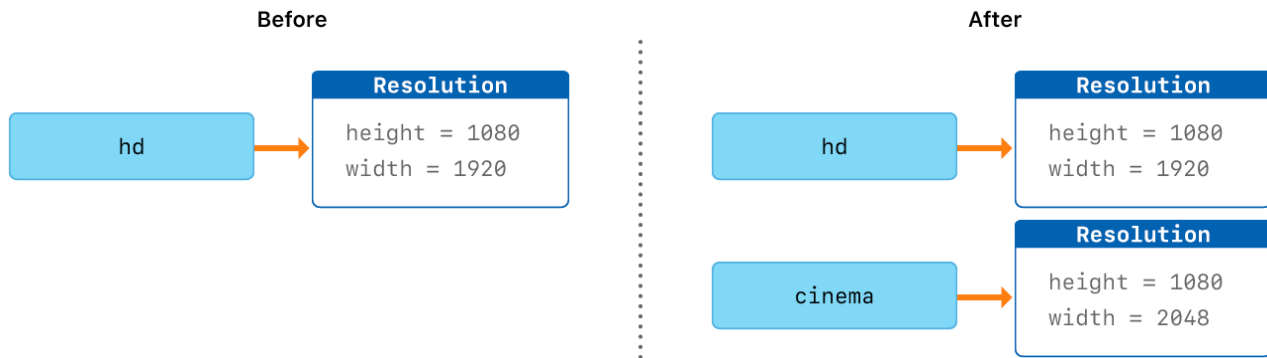 Before
Resolution
hd
height = 1080
width = 1920
After
Resolution
hd
height = 1080
width = 1920
Resolution
cinema
height = 1080
width = 2048